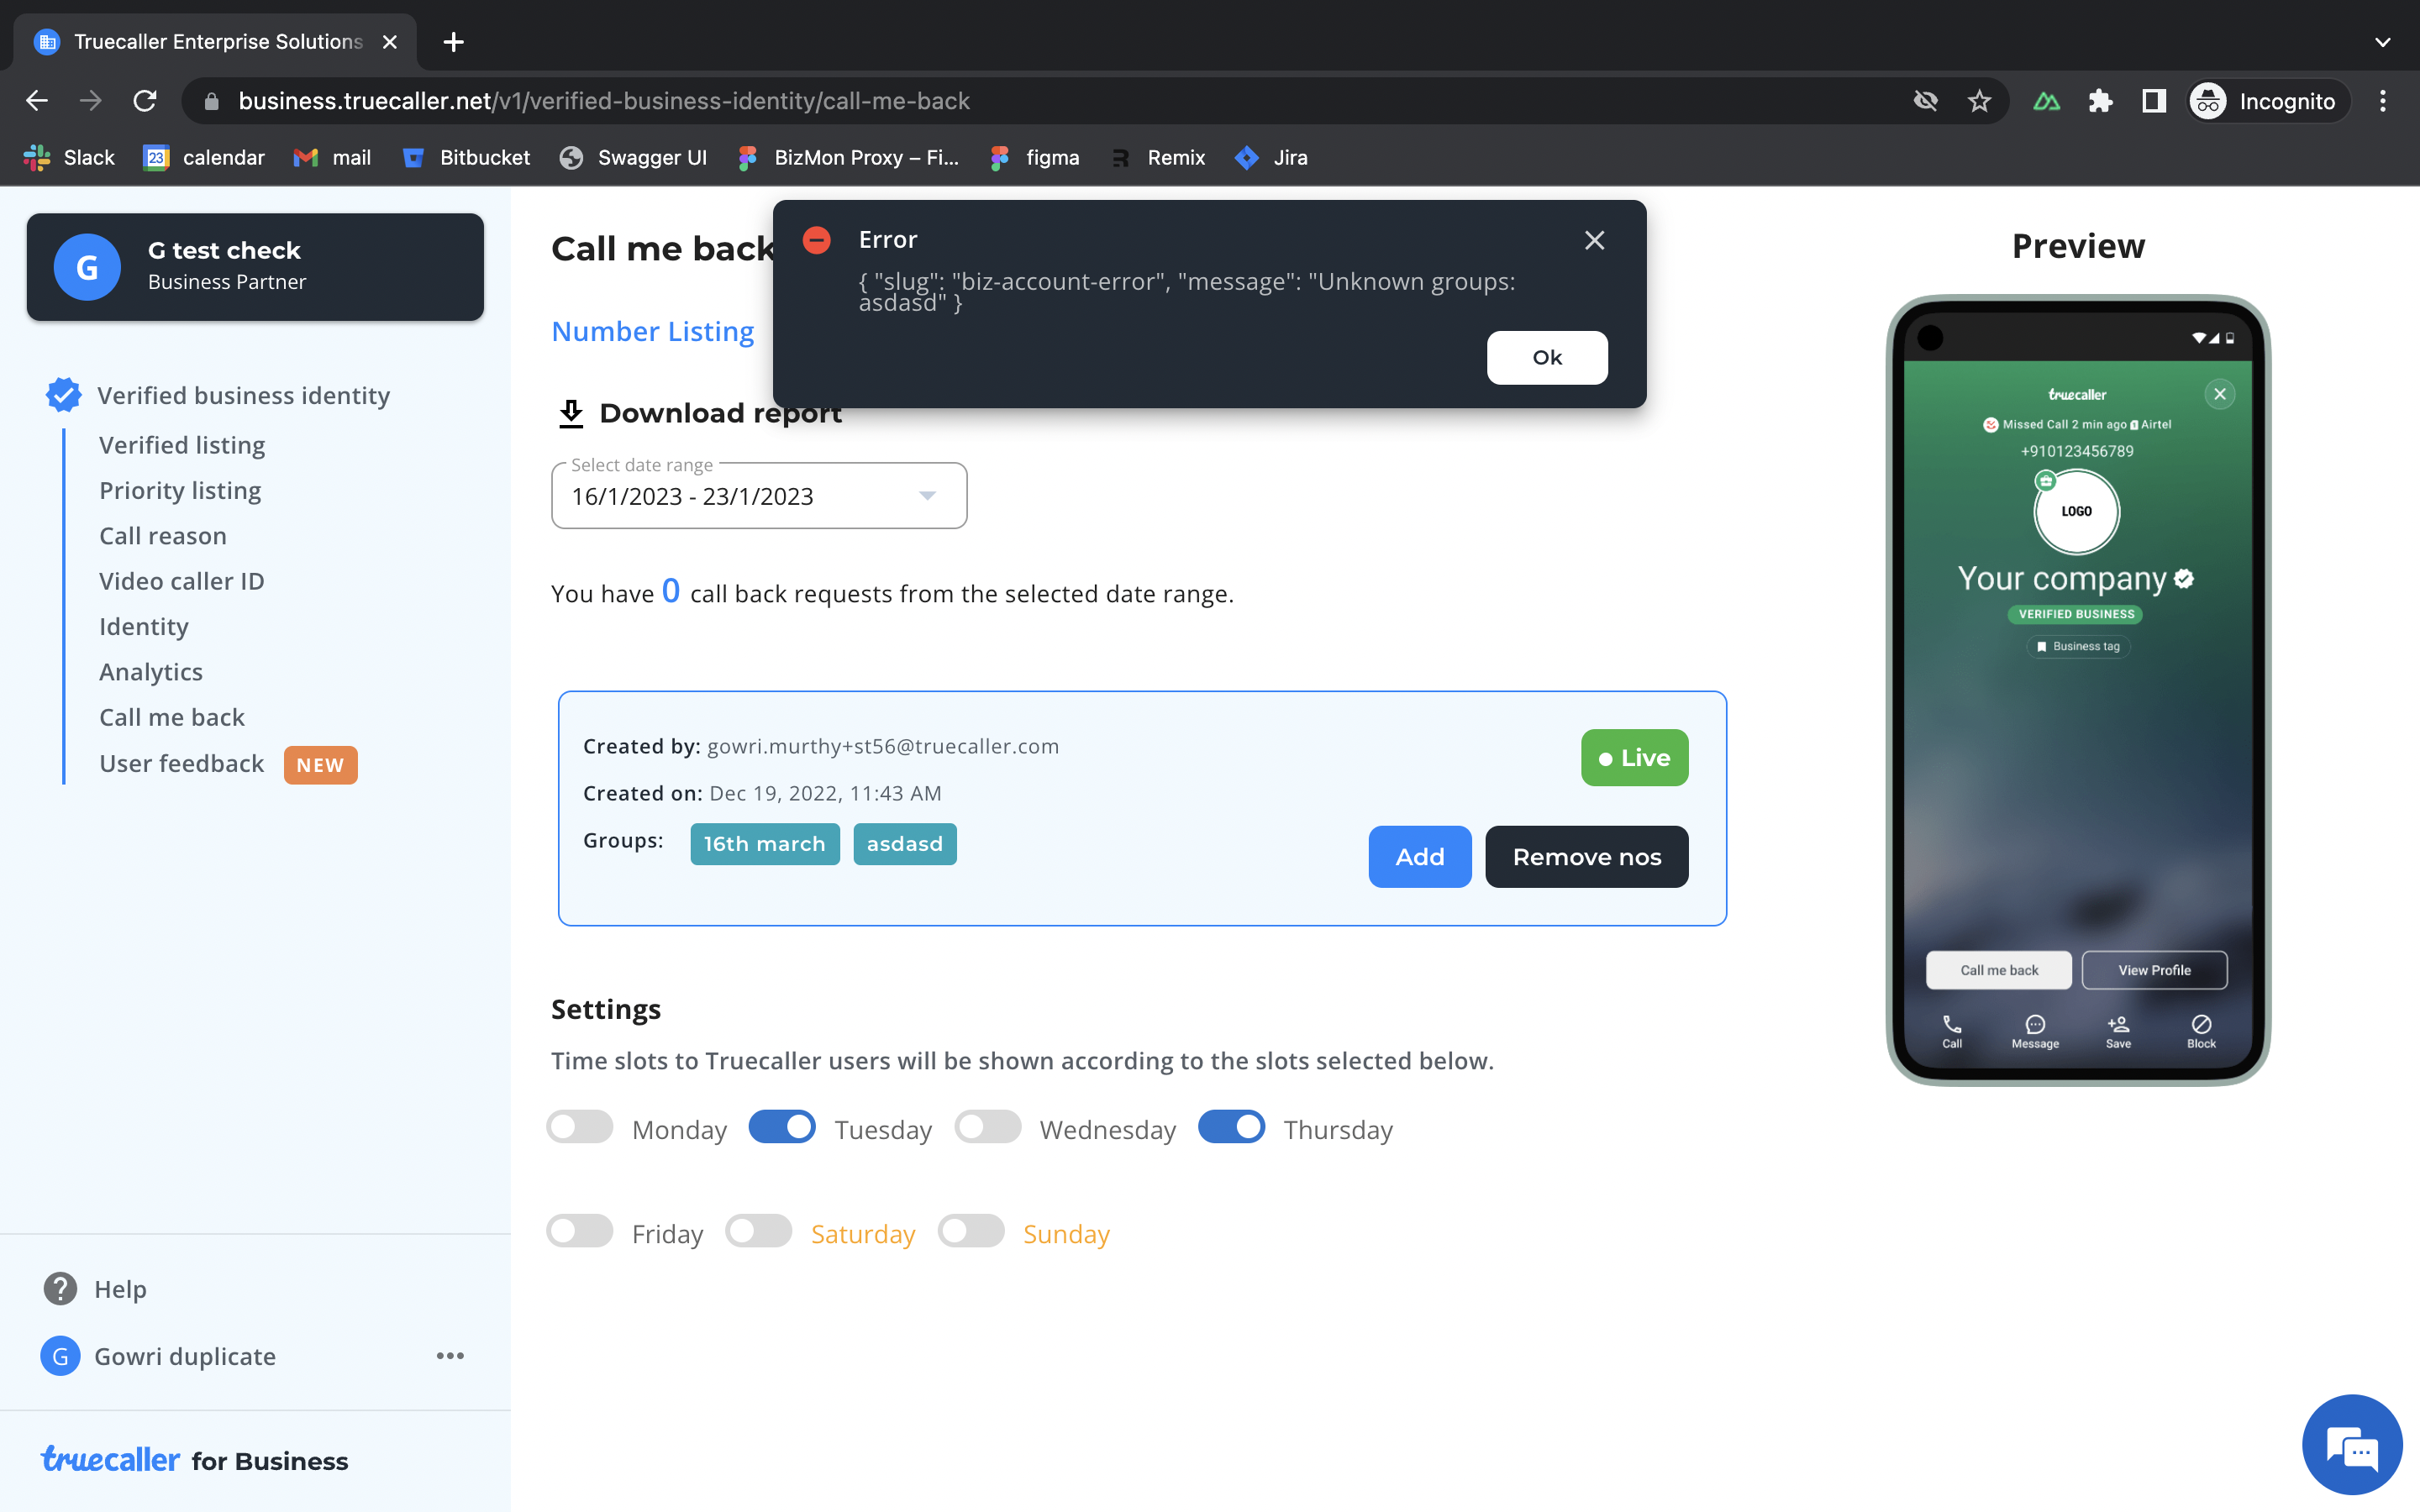 Truecaller Enterprise Solutions
business.truecaller.net/v1/verified-business-identity/call-me-back
Incognito
Slack
23
calendar
mail
Bitbucket
Swagger UI
BizMon Proxy – Fi...
figma
Remix
Jira
G
G test check
Business Partner
Verified business identity
Verified listing
Priority listing
Call reason
Video caller ID
Identity
Analytics
Call me back
User feedback
NEW
Help
G
Gowri duplicate
truecaller for Business
Call me back
Error
{ "slug": "biz-account-error", "message": "Unknown groups:
asdasd" }
Ok
Number Listing
Download report
Select date range
16/1/2023 - 23/1/2023
You have 0 call back requests from the selected date range.
Created by: gowri.murthy+st56@truecaller.com
Live
Created on: Dec 19, 2022, 11:43 AM
Groups: 16th march asdasd
Add
Remove nos
Settings
Time slots to Truecaller users will be shown according to the slots selected below.
Monday
Tuesday
Wednesday
Thursday
Friday
Saturday
Sunday
Preview
truecaller
Missed Call 2 min ago Airtel
+910123456789
LOGO
Your company
VERIFIED BUSINESS
Business tag
Call me back
View Profile
Call
Message
Save
Block